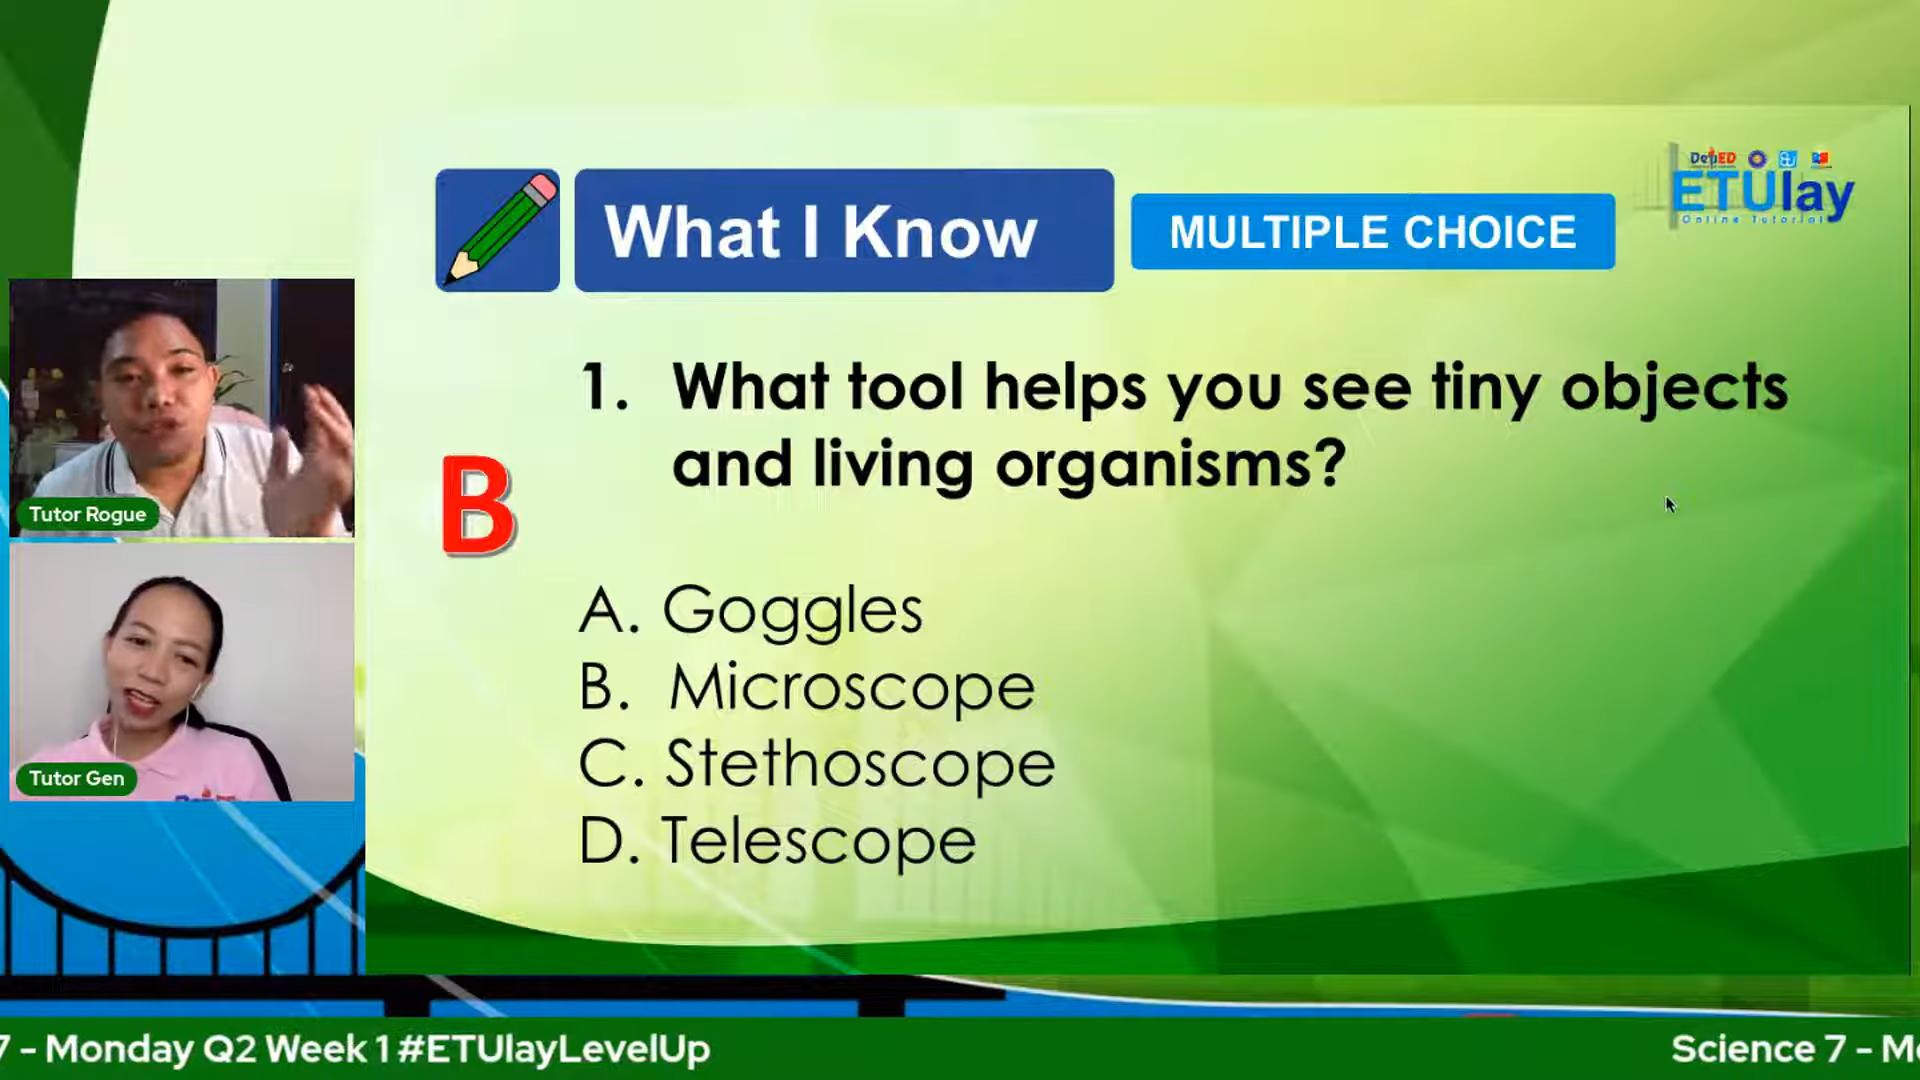 DepED
ETUlay
Online Tutorial
What I Know
MULTIPLE CHOICE
1. What tool helps you see tiny objects
and living organisms?
B
A. Goggles
B. Microscope
C. Stethoscope
D. Telescope
Tutor Rogue
Tutor Gen
7 - Monday Q2 Week 1 #ETUlayLevelUp
Science 7 - Mo